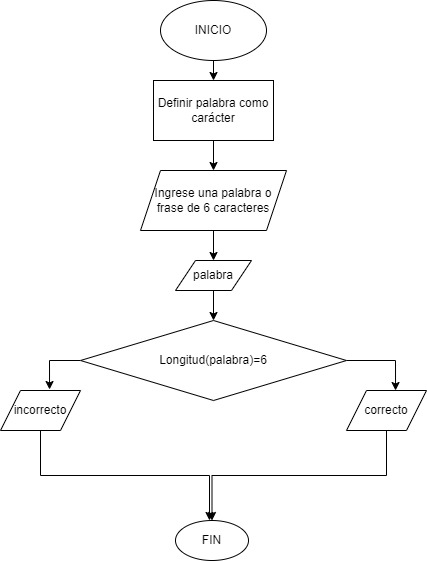 INICIO
Definir palabra como
carácter
Ingrese una palabra o
frase de 6 caracteres
palabra
Longitud(palabra)=6
incorrecto
correcto
FIN